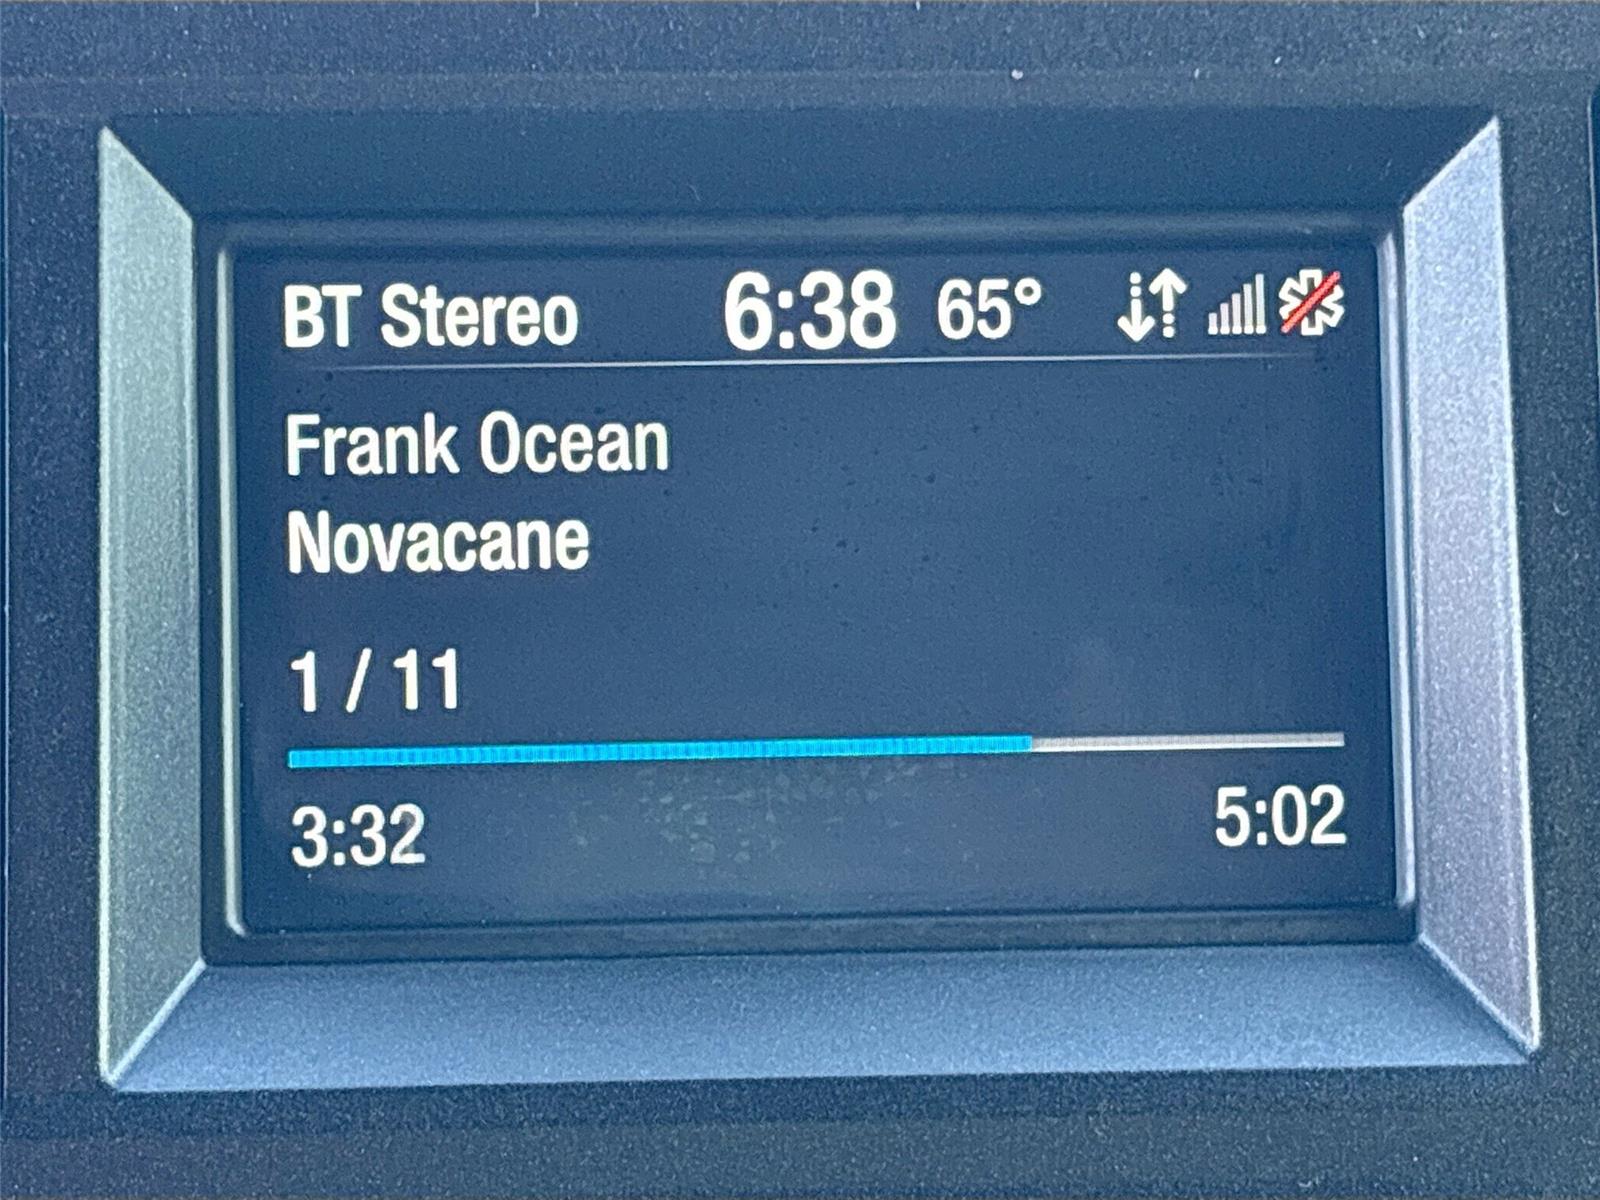 BT Stereo 6:38 65°
Frank Ocean
Novacane
1 / 11
3:32 5:02